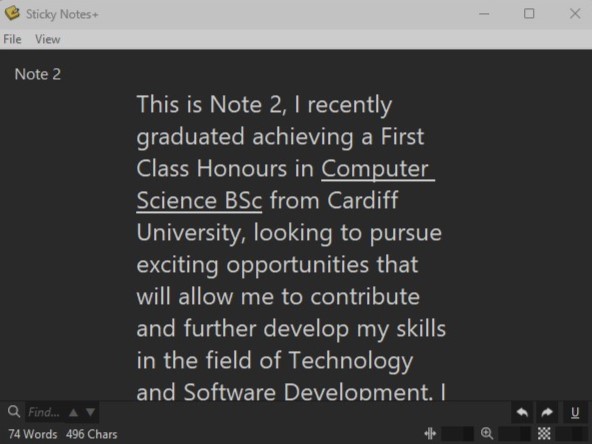 Sticky Notes+
File View
Note 2
This is Note 2, I recently
graduated achieving a First
Class Honours in Computer
Science BSc from Cardiff
University, looking to pursue
exciting opportunities that
will allow me to contribute
and further develop my skills
in the field of Technology
and Software Development. I
Find...
U
74 Words 496 Chars